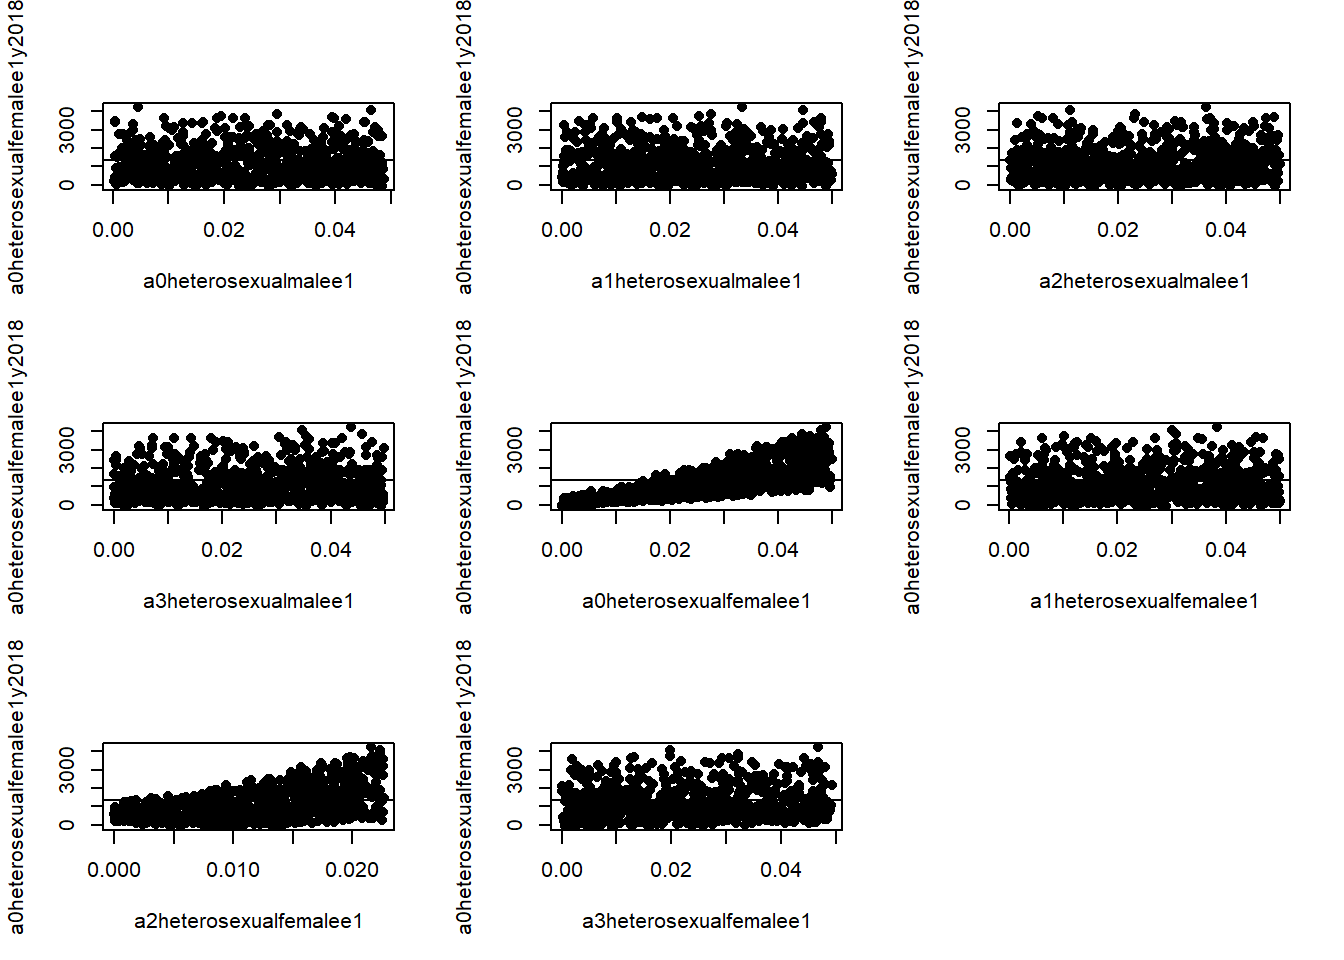 a0heterosexualfemalee1y2018
3000
0
0.00 0.02 0.04
a0heterosexualmalee1
a0heterosexualfemalee1y2018
3000
0
0.00 0.02 0.04
a1heterosexualmalee1
a0heterosexualfemalee1y2018
3000
0
0.00 0.02 0.04
a2heterosexualmalee1
a0heterosexualfemalee1y2018
3000
0
0.00 0.02 0.04
a3heterosexualmalee1
a0heterosexualfemalee1y2018
3000
0
0.00 0.02 0.04
a0heterosexualfemalee1
a0heterosexualfemalee1y2018
3000
0
0.00 0.02 0.04
a1heterosexualfemalee1
a0heterosexualfemalee1y2018
3000
0
0.000 0.010 0.020
a2heterosexualfemalee1
a0heterosexualfemalee1y2018
3000
0
0.00 0.02 0.04
a3heterosexualfemalee1